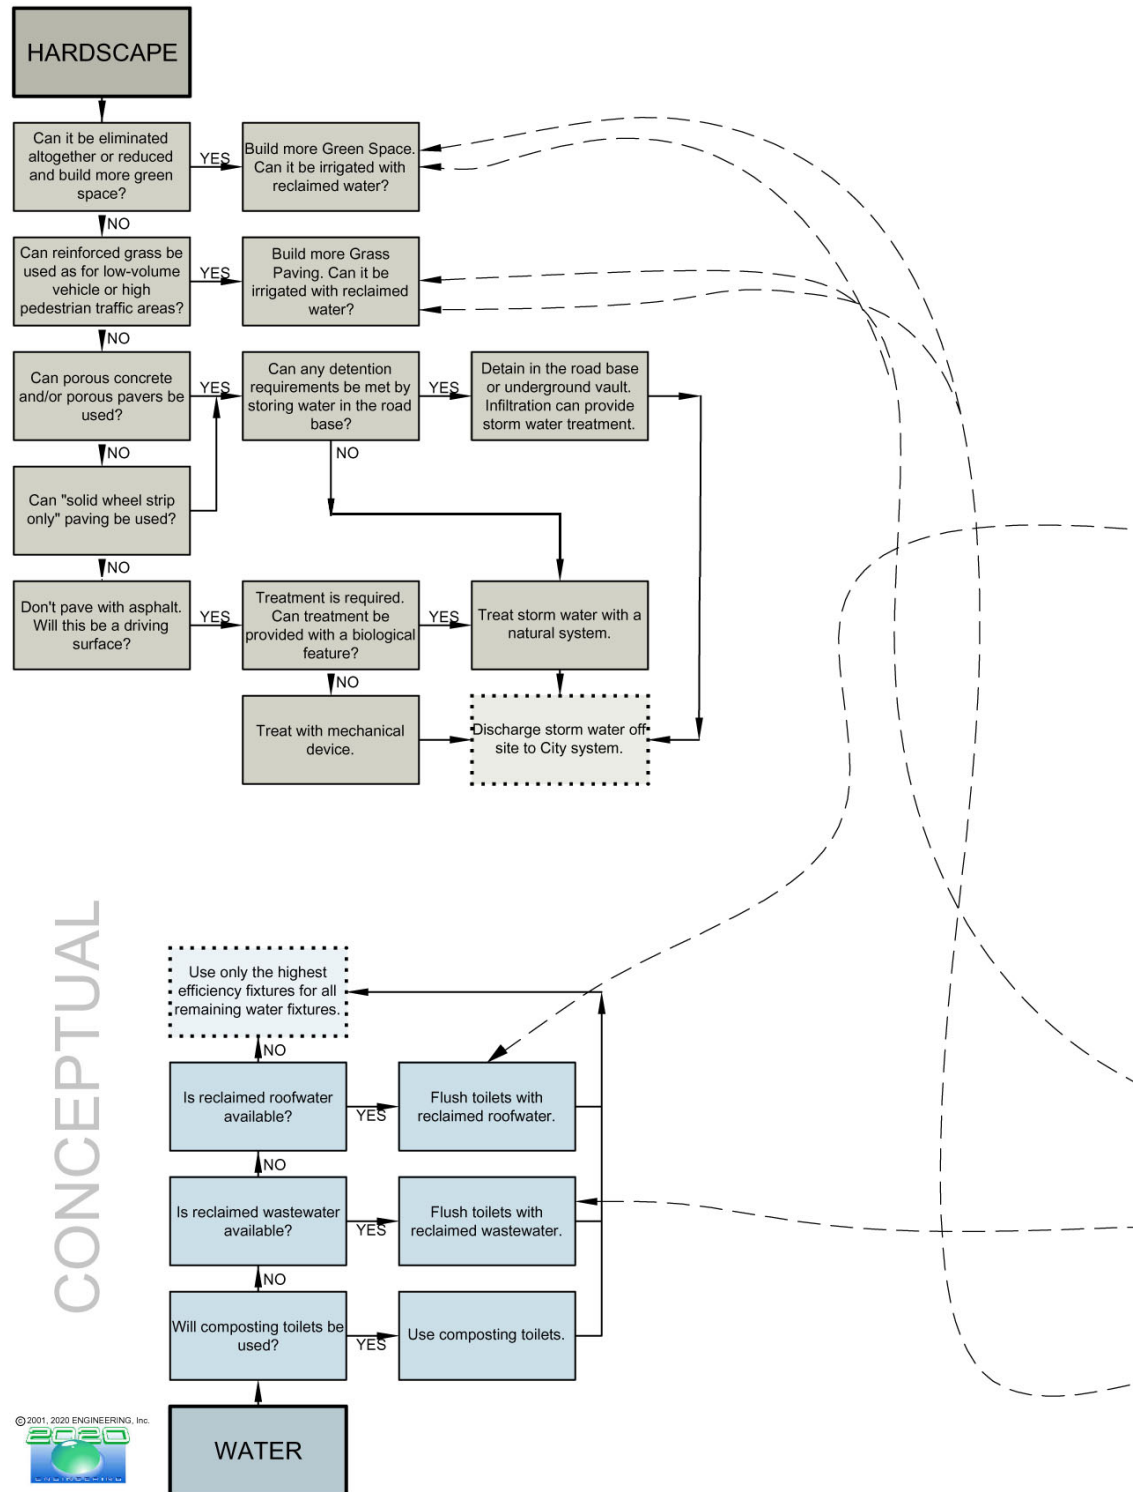 HARDSCAPE
Can it be eliminated
altogether or reduced
and build more green
space?
YES
Build more Green Space.
Can it be irrigated with
reclaimed water?
NO
Can reinforced grass be
used as for low-volume
vehicle or high
pedestrian traffic areas?
YES
Build more Grass
Paving. Can it be
irrigated with reclaimed
water?
NO
Can porous concrete
and/or porous pavers be
used?
YES
Can any detention
requirements be met by
storing water in the road
base?
YES
Detain in the road base
or underground vault.
Infiltration can provide
storm water treatment.
NO
NO
Can "solid wheel strip
only" paving be used?
NO
Don't pave with asphalt.
Will this be a driving
surface?
YES
Treatment is required.
Can treatment be
provided with a biological
feature?
YES
Treat storm water with a
natural system.
NO
Treat with mechanical
device.
Discharge storm water off
site to City system.
CONCEPTUAL
Use only the highest
efficiency fixtures for all
remaining water fixtures.
NO
Is reclaimed roofwater
available?
YES
Flush toilets with
reclaimed roofwater.
NO
Is reclaimed wastewater
available?
YES
Flush toilets with
reclaimed wastewater.
NO
Will composting toilets be
used?
YES
Use composting toilets.
WATER
© 2001, 2020 ENGINEERING, Inc.
2020
ENGINEERING